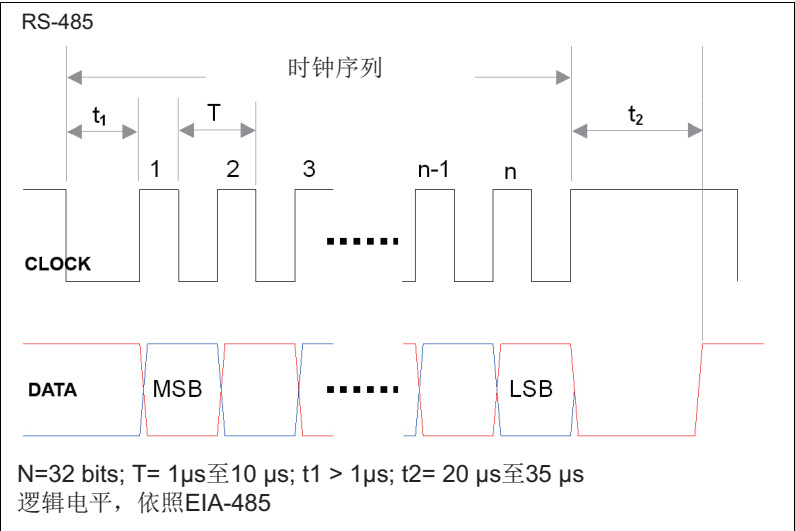 RS-485
时钟序列
t₁ T t₂
1 2 3 n-1 n
CLOCK
DATA MSB LSB
N=32 bits; T= 1μs至10 μs; t1 > 1μs; t2= 20 μs至35 μs
逻辑电平，依照EIA-485